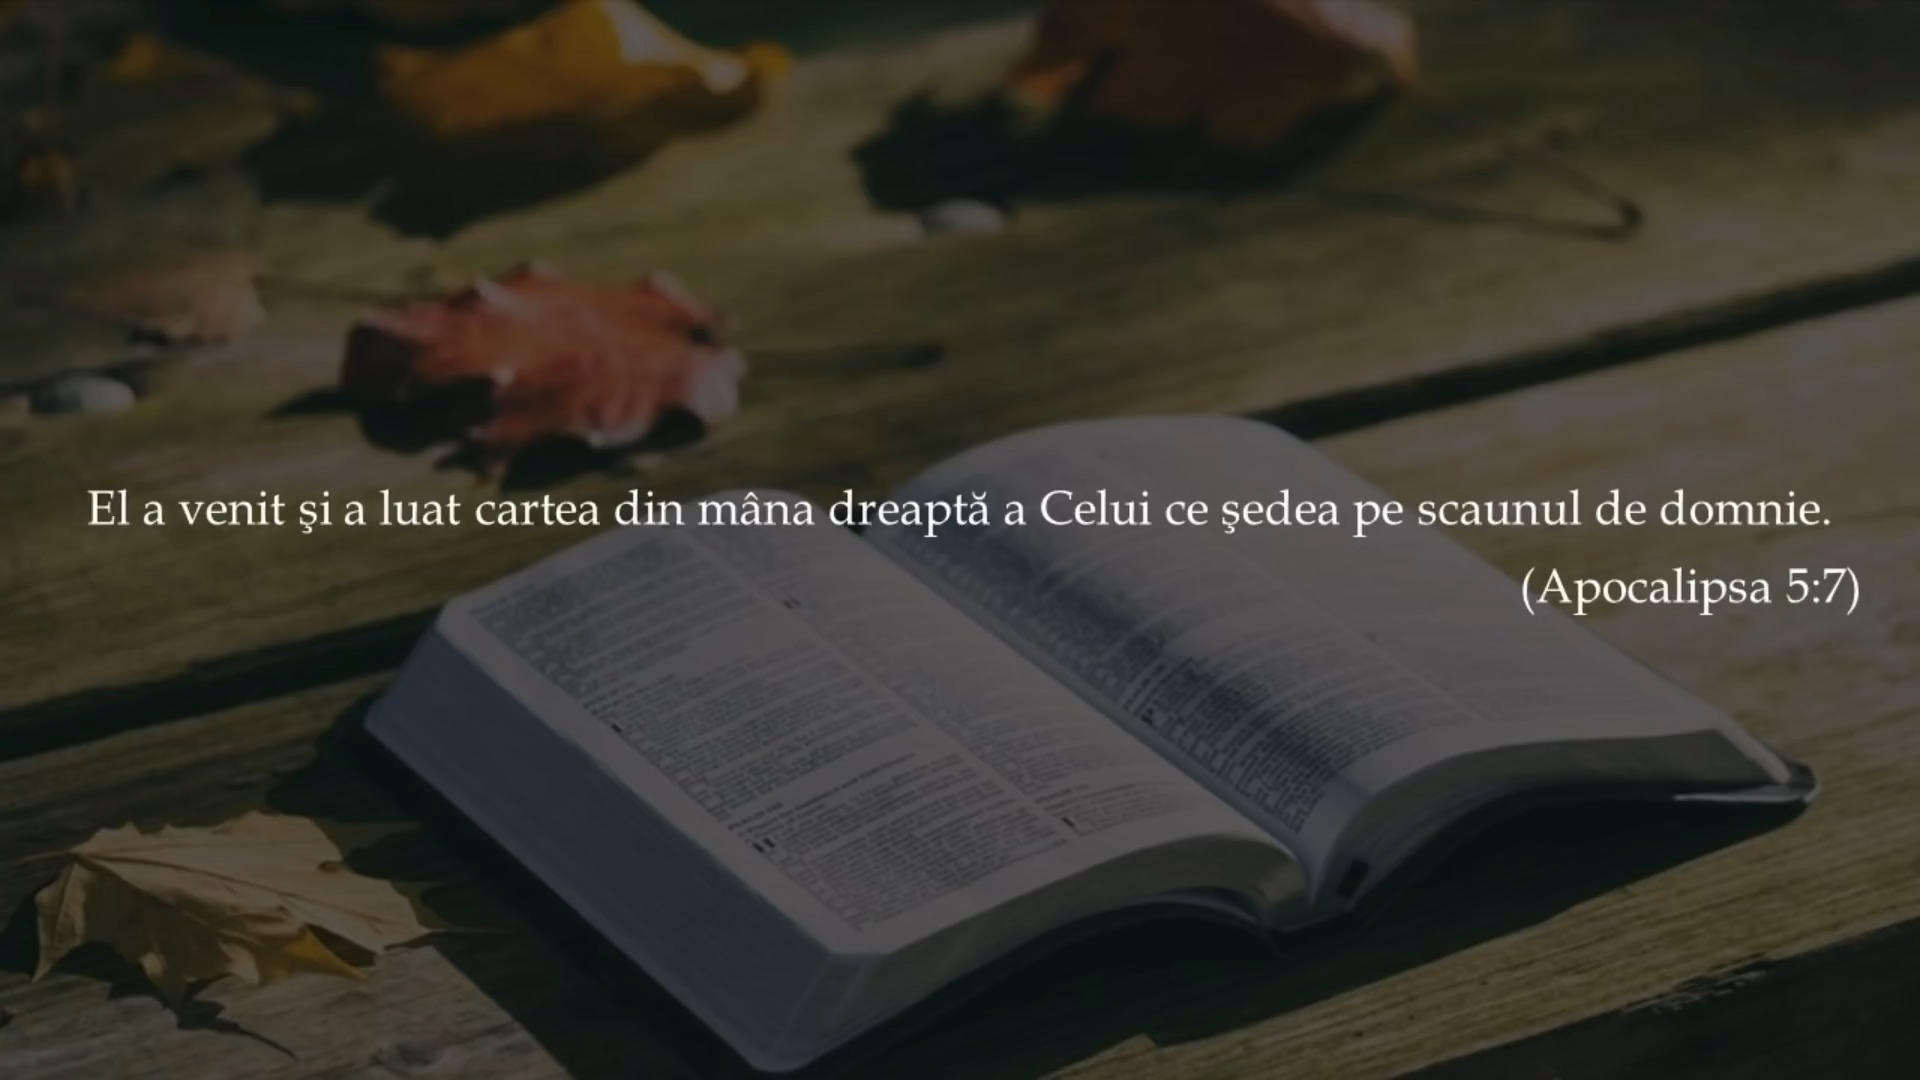 El a venit şi a luat cartea din mâna dreaptă a Celui ce şedea pe scaunul de domnie.
(Apocalipsa 5:7)